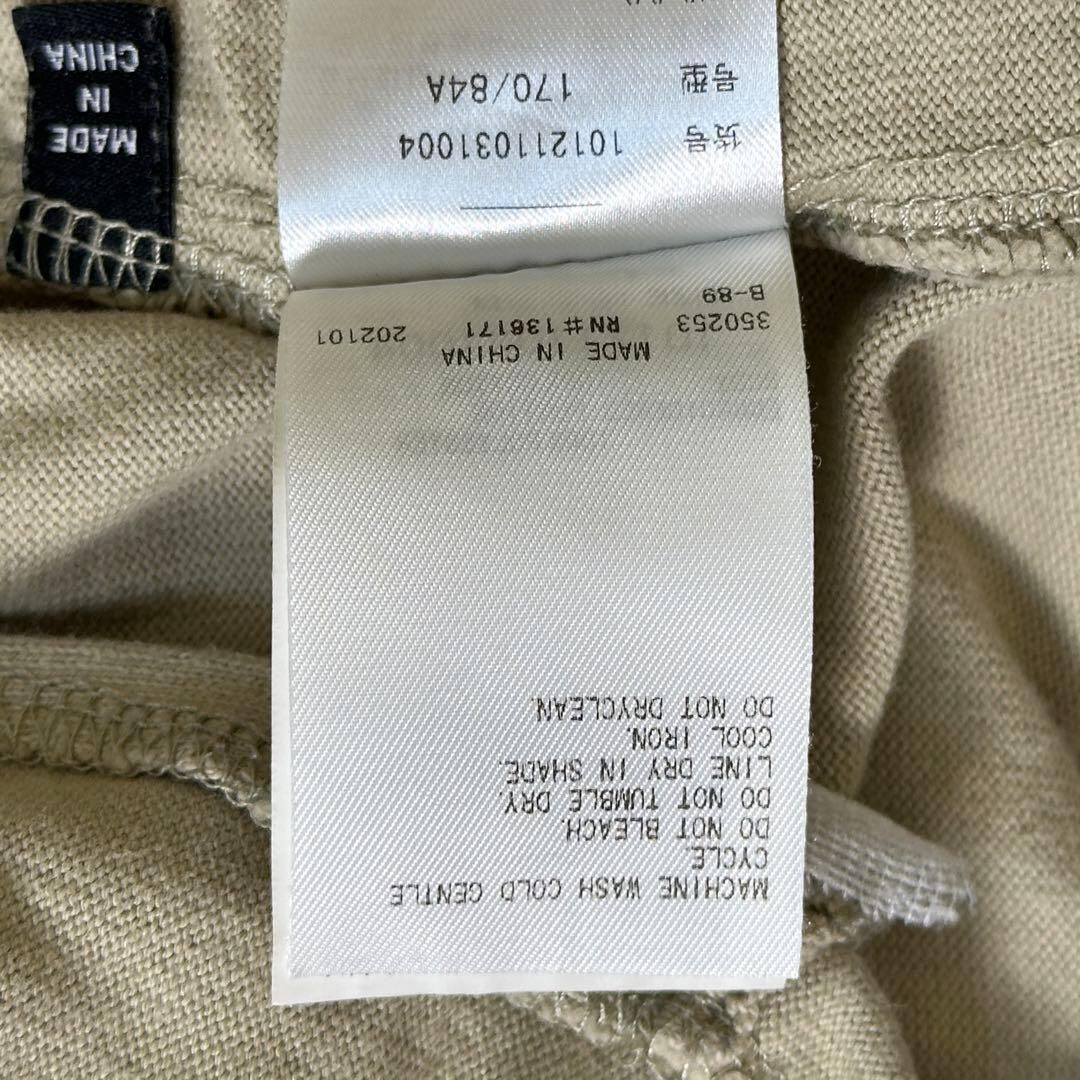 MACHINE WASH COLD GENTLE
CYCLE.
DO NOT BLEACH.
DO NOT TUMBLE DRY.
LINE DRY IN SHADE.
COOL IRON.
DO NOT DRYCLEAN.
MADE IN CHINA
350253 RN#136171 202101
B-89
货号 101211031004
号型 170/84A
MADE
IN
CHINA